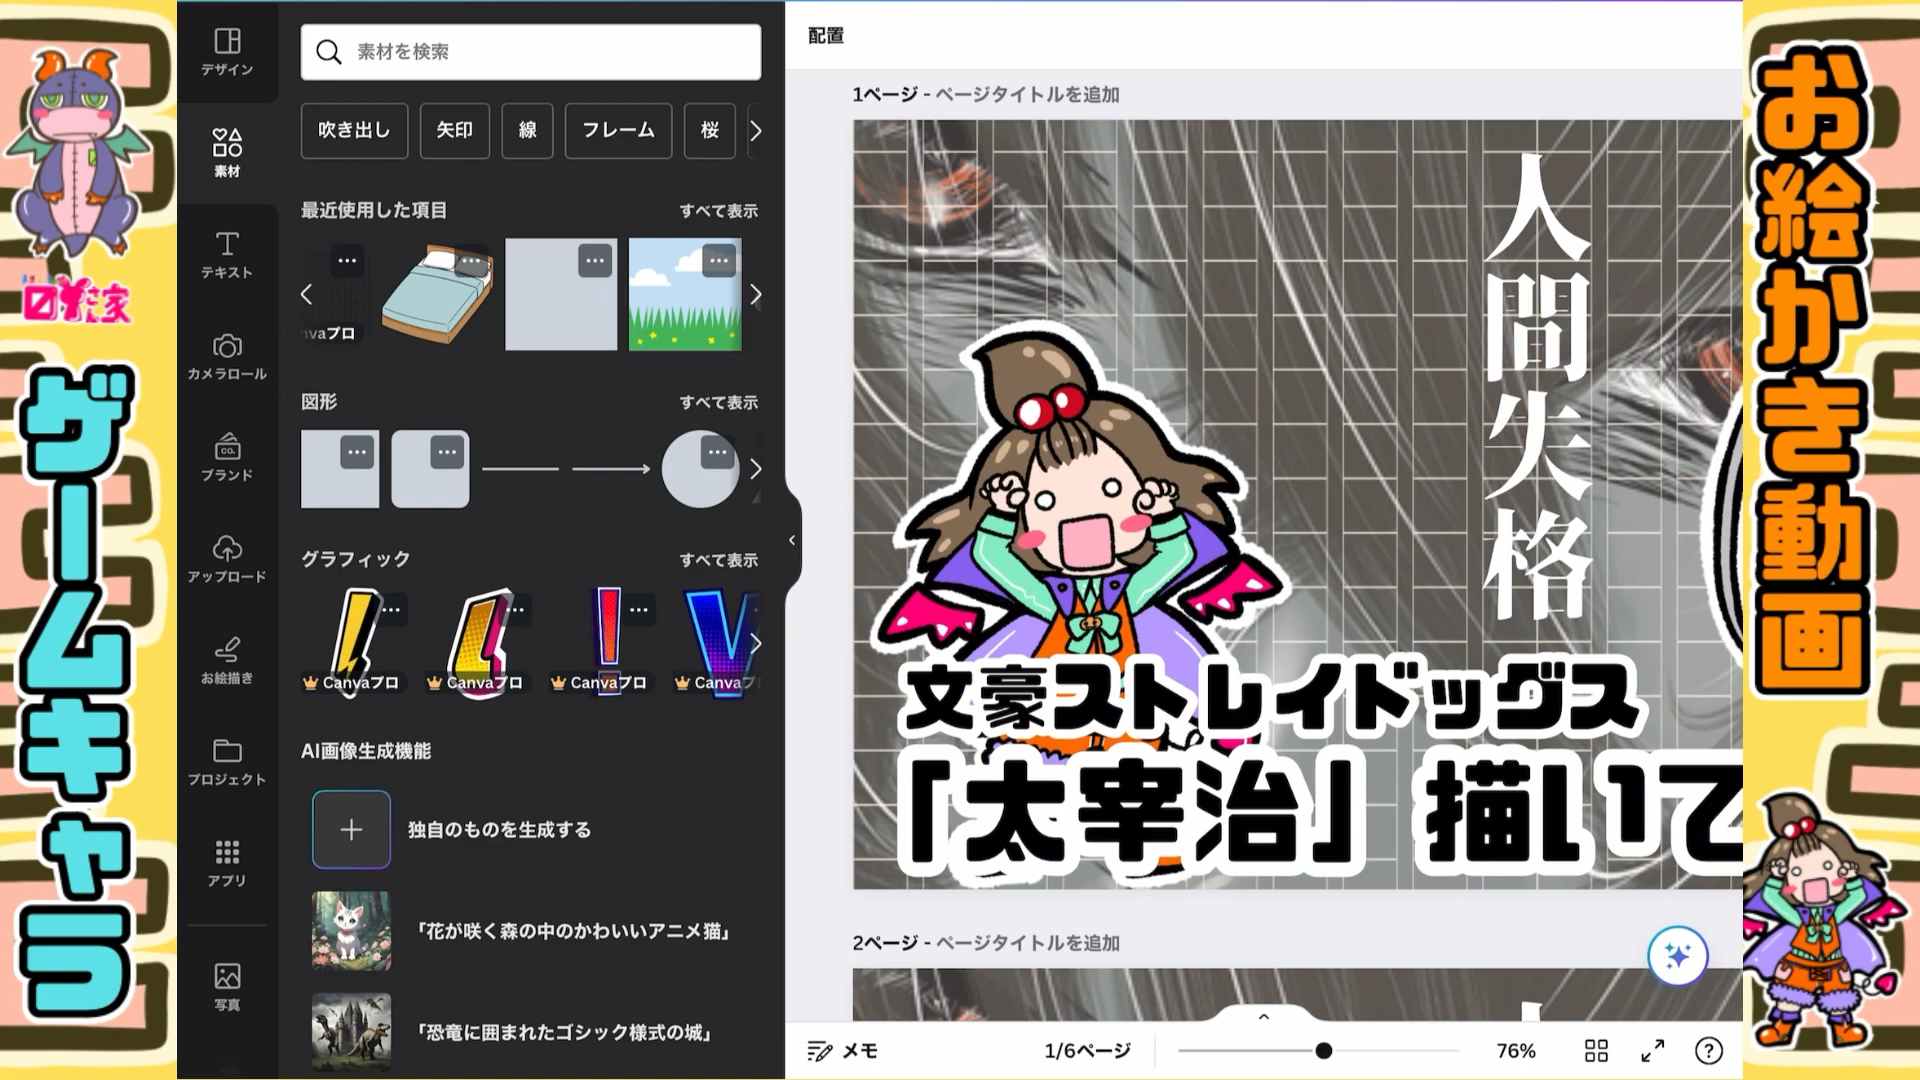 デザイン
素材
テキスト
カメラロール
ブランド
CO.
アップロード
お絵描き
プロジェクト
アプリ
写真
素材を検索
吹き出し
矢印
線
フレーム
桜
最近使用した項目
すべて表示
nvaプロ
図形
すべて表示
グラフィック
すべて表示
Canvaプロ
Canvaプロ
Canvaプロ
Canvaプ
AI画像生成機能
独自のものを生成する
「花が咲く森の中のかわいいアニメ猫」
「恐竜に囲まれたゴシック様式の城」
配置
1ページ - ページタイトルを追加
人間失格
文豪ストレイドッグス
「太宰治」描いて
2ページ - ページタイトルを追加
メモ
1/6ページ
76%
ゲームキャラ
お絵かき動画